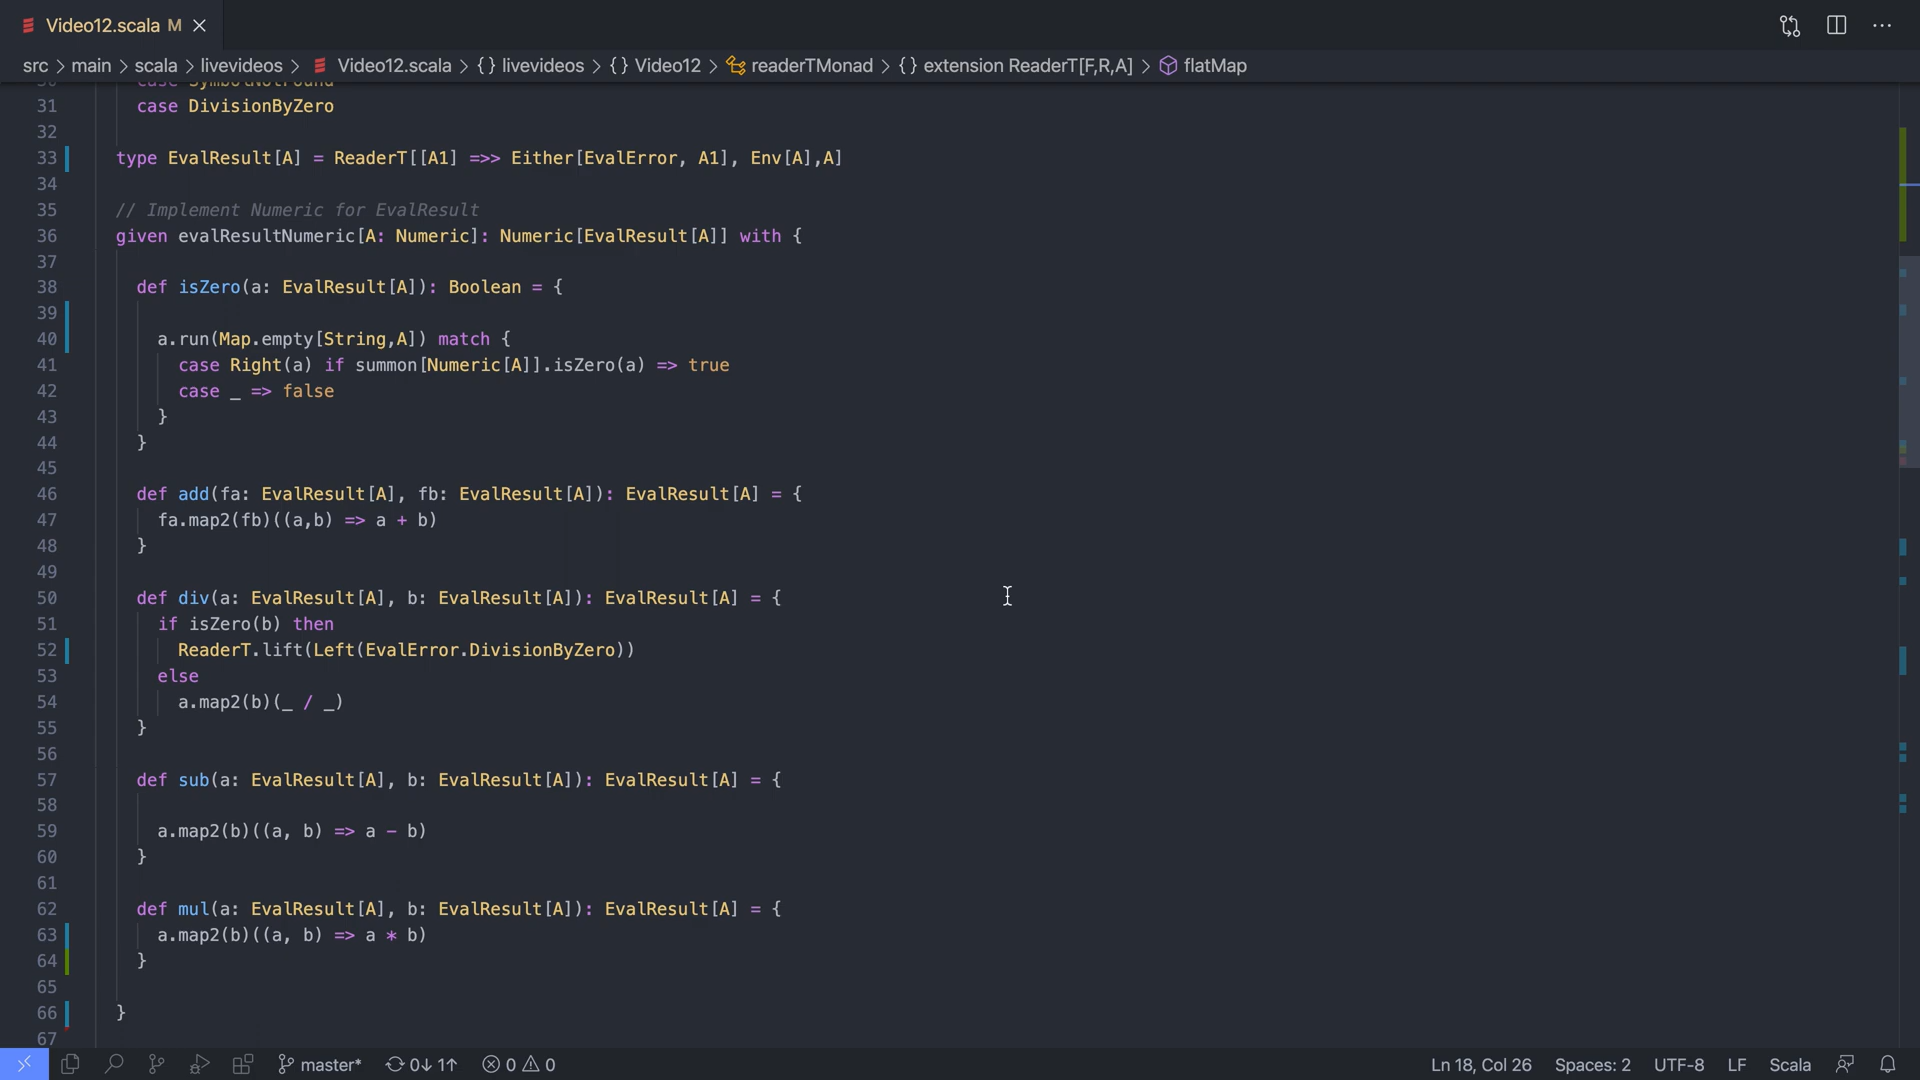 Video12.scala M
src > main > scala > livevideos > Video12.scala > {} livevideos > {} Video12 > readerTMonad > {} extension ReaderT[F,R,A] > flatMap
31 case DivisionByZero
32
33 type EvalResult[A] = ReaderT[[A1] =>> Either[EvalError, A1], Env[A],A]
34
35 // Implement Numeric for EvalResult
36 given evalResultNumeric[A: Numeric]: Numeric[EvalResult[A]] with {
37
38 def isZero(a: EvalResult[A]): Boolean = {
39
40 a.run(Map.empty[String,A]) match {
41 case Right(a) if summon[Numeric[A]].isZero(a) => true
42 case _ => false
43 }
44 }
45
46 def add(fa: EvalResult[A], fb: EvalResult[A]): EvalResult[A] = {
47 fa.map2(fb)((a,b) => a + b)
48 }
49
50 def div(a: EvalResult[A], b: EvalResult[A]): EvalResult[A] = {
51 if isZero(b) then
52 ReaderT.lift(Left(EvalError.DivisionByZero))
53 else
54 a.map2(b)(_ / _)
55 }
56
57 def sub(a: EvalResult[A], b: EvalResult[A]): EvalResult[A] = {
58
59 a.map2(b)((a, b) => a - b)
60 }
61
62 def mul(a: EvalResult[A], b: EvalResult[A]): EvalResult[A] = {
63 a.map2(b)((a, b) => a * b)
64 }
65
66 }
67
master* 0↓ 1↑ 0 0 Ln 18, Col 26 Spaces: 2 UTF-8 LF Scala